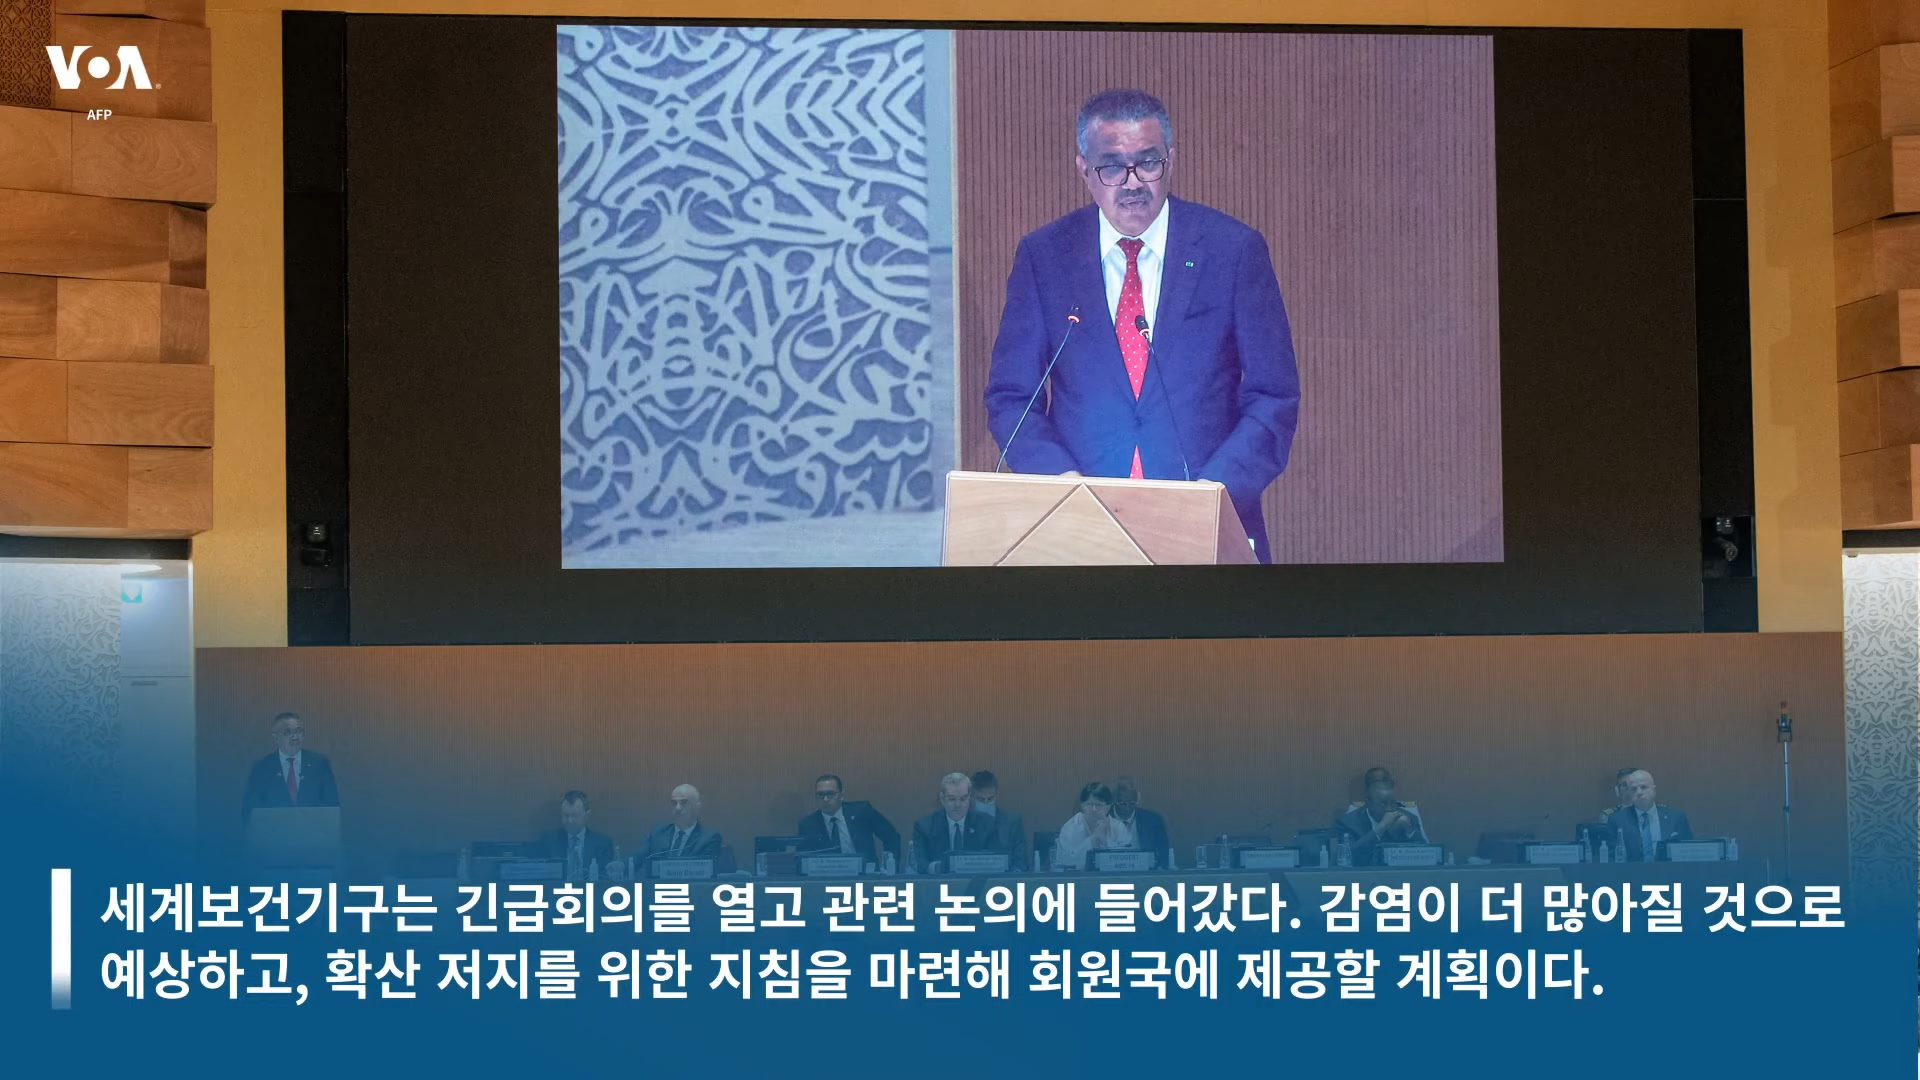 VOA
AFP
세계보건기구는 긴급회의를 열고 관련 논의에 들어갔다. 감염이 더 많아질 것으로
예상하고, 확산 저지를 위한 지침을 마련해 회원국에 제공할 계획이다.